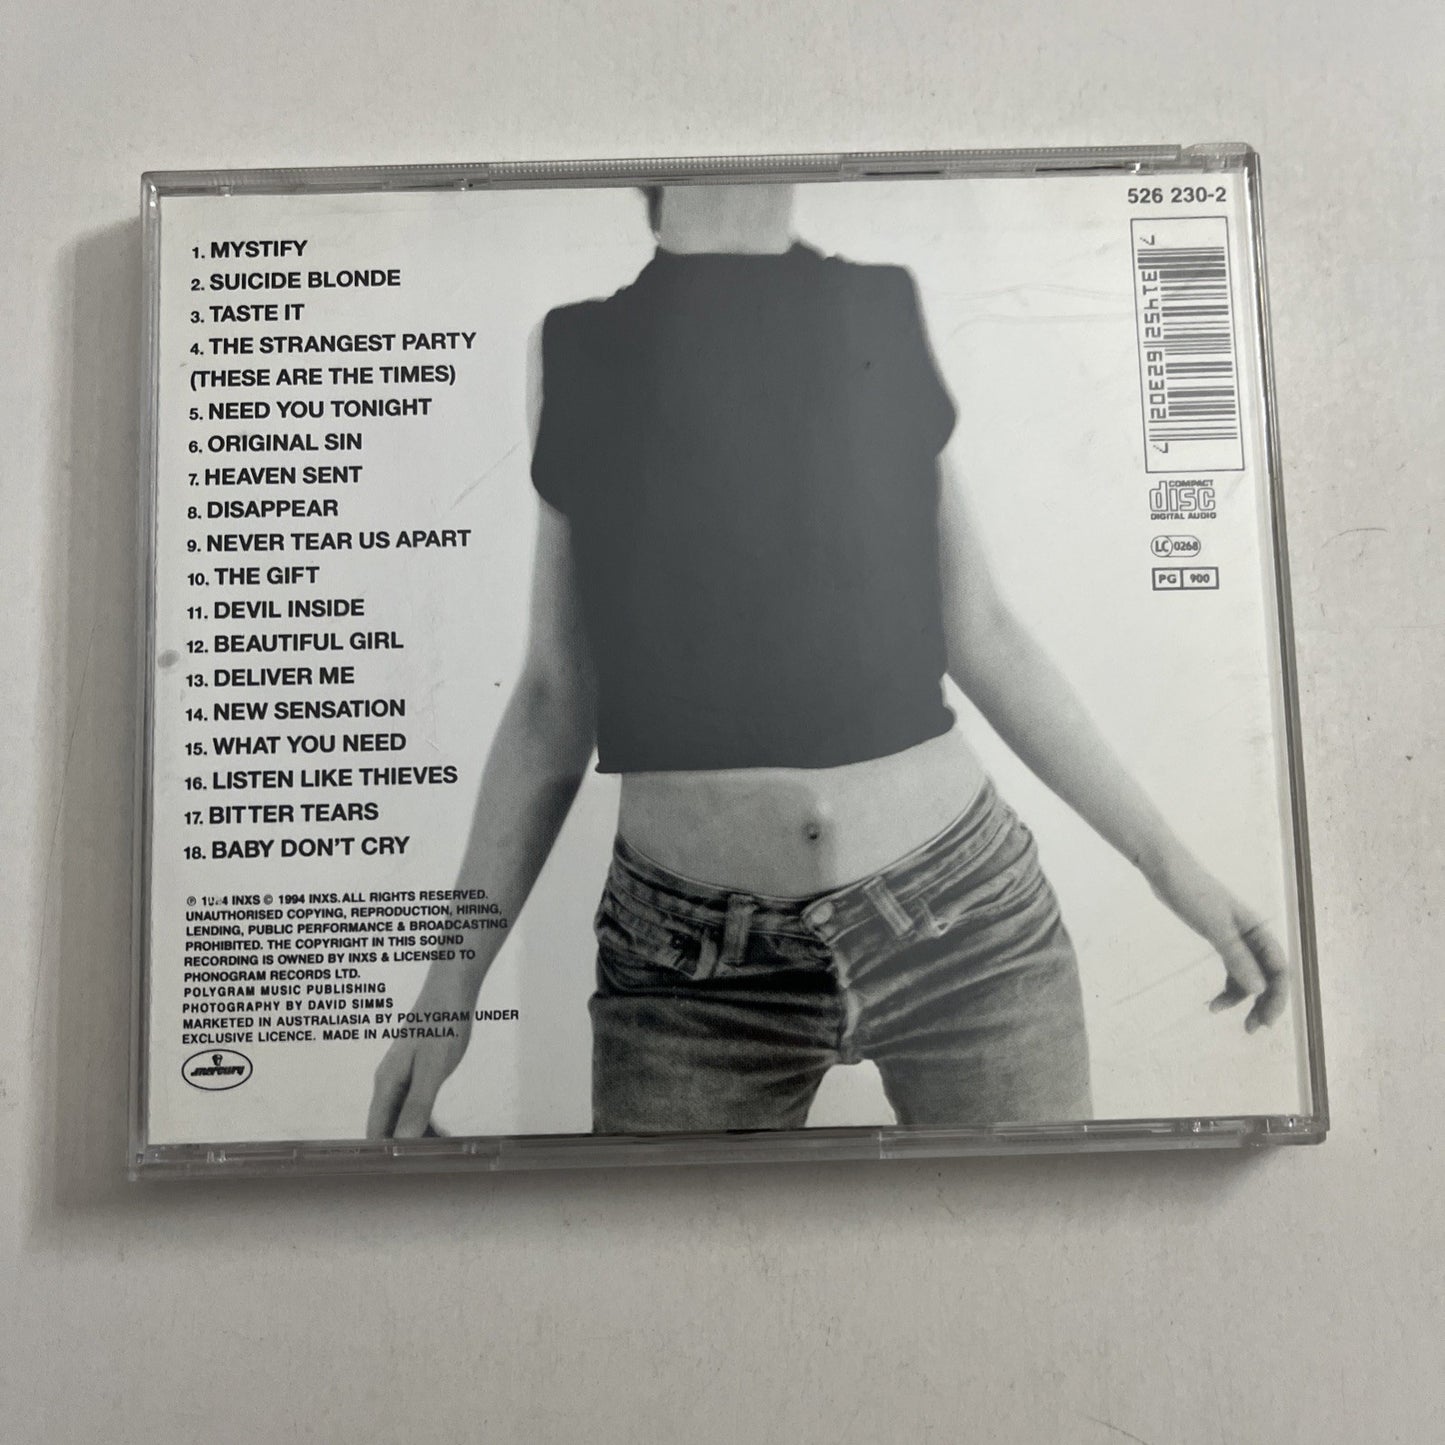 526 230-2
1. MYSTIFY
2. SUICIDE BLONDE
3. TASTE IT
4. THE STRANGEST PARTY
(THESE ARE THE TIMES)
5. NEED YOU TONIGHT
6. ORIGINAL SIN
7. HEAVEN SENT
8. DISAPPEAR
9. NEVER TEAR US APART
10. THE GIFT
11. DEVIL INSIDE
12. BEAUTIFUL GIRL
13. DELIVER ME
14. NEW SENSATION
15. WHAT YOU NEED
16. LISTEN LIKE THIEVES
17. BITTER TEARS
18. BABY DON'T CRY
℗ INXS © 1994 INXS. ALL RIGHTS RESERVED.
UNAUTHORISED COPYING, REPRODUCTION, HIRING,
LENDING, PUBLIC PERFORMANCE & BROADCASTING
PROHIBITED. THE COPYRIGHT IN THIS SOUND
RECORDING IS OWNED BY INXS & LICENSED TO
PHONOGRAM RECORDS LTD.
POLYGRAM MUSIC PUBLISHING
PHOTOGRAPHY BY DAVID SIMMS
MARKETED IN AUSTRALASIA BY POLYGRAM UNDER
EXCLUSIVE LICENCE. MADE IN AUSTRALIA.
mercury
7 31452 62302 7
COMPACT
disc
DIGITAL AUDIO
LC 0268
PG 900